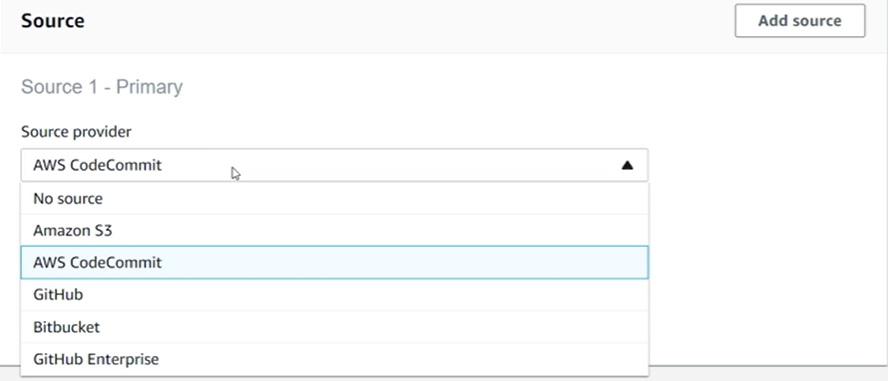 Source
Add source
Source 1 - Primary
Source provider
AWS CodeCommit
No source
Amazon S3
AWS CodeCommit
GitHub
Bitbucket
GitHub Enterprise